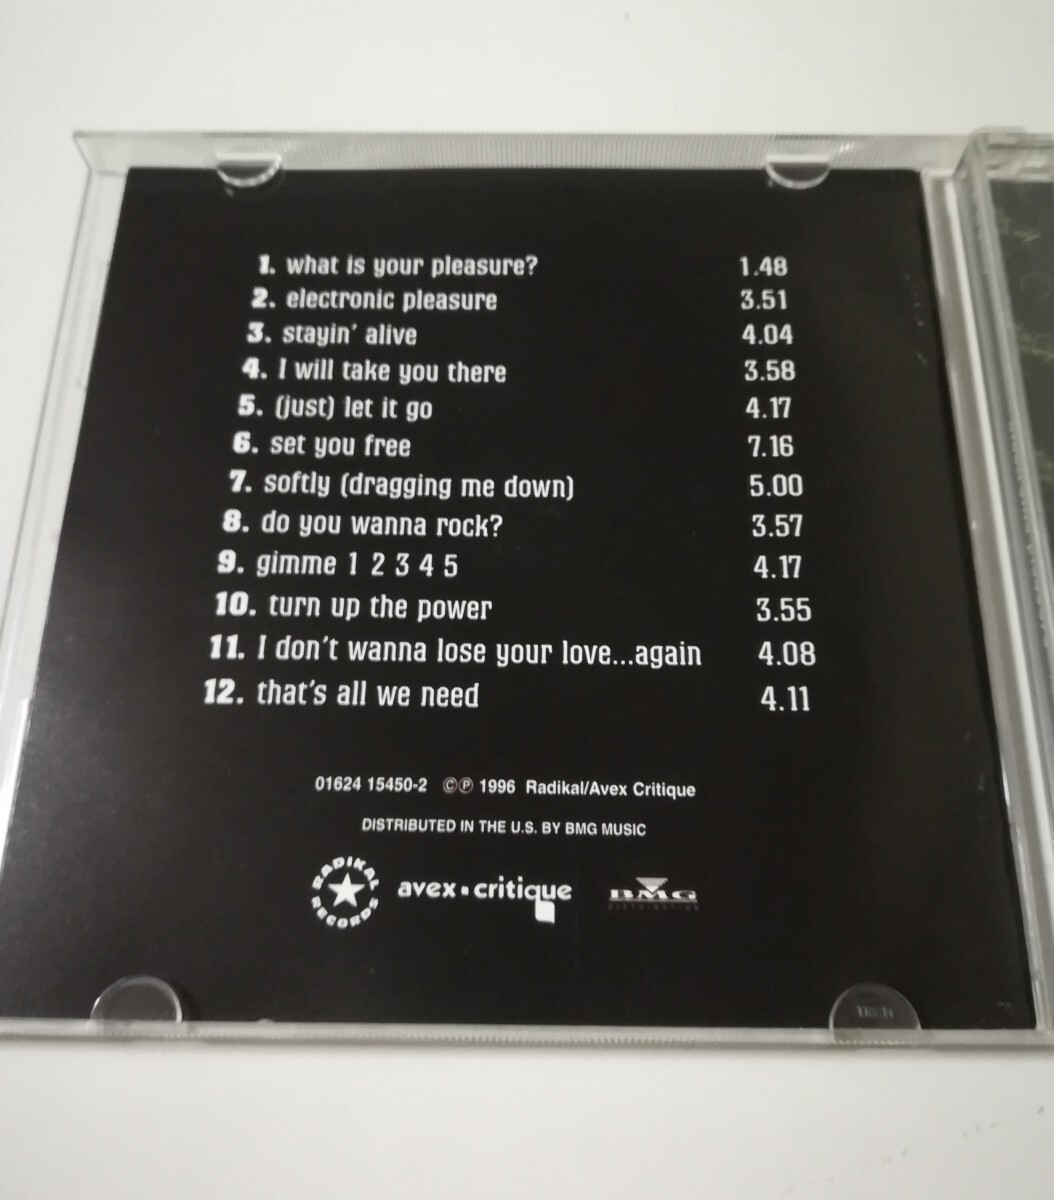 1. what is your pleasure? 1.48
2. electronic pleasure 3.51
3. stayin' alive 4.04
4. I will take you there 3.58
5. (just) let it go 4.17
6. set you free 7.16
7. softly (dragging me down) 5.00
8. do you wanna rock? 3.57
9. gimme 1 2 3 4 5 4.17
10. turn up the power 3.55
11. I don't wanna lose your love...again 4.08
12. that's all we need 4.11
01624 15450-2 ©℗ 1996 Radikal/Avex Critique
DISTRIBUTED IN THE U.S. BY BMG MUSIC
RADIKAL RECORDS
avex▪critique
BMG
DISTRIBUTION